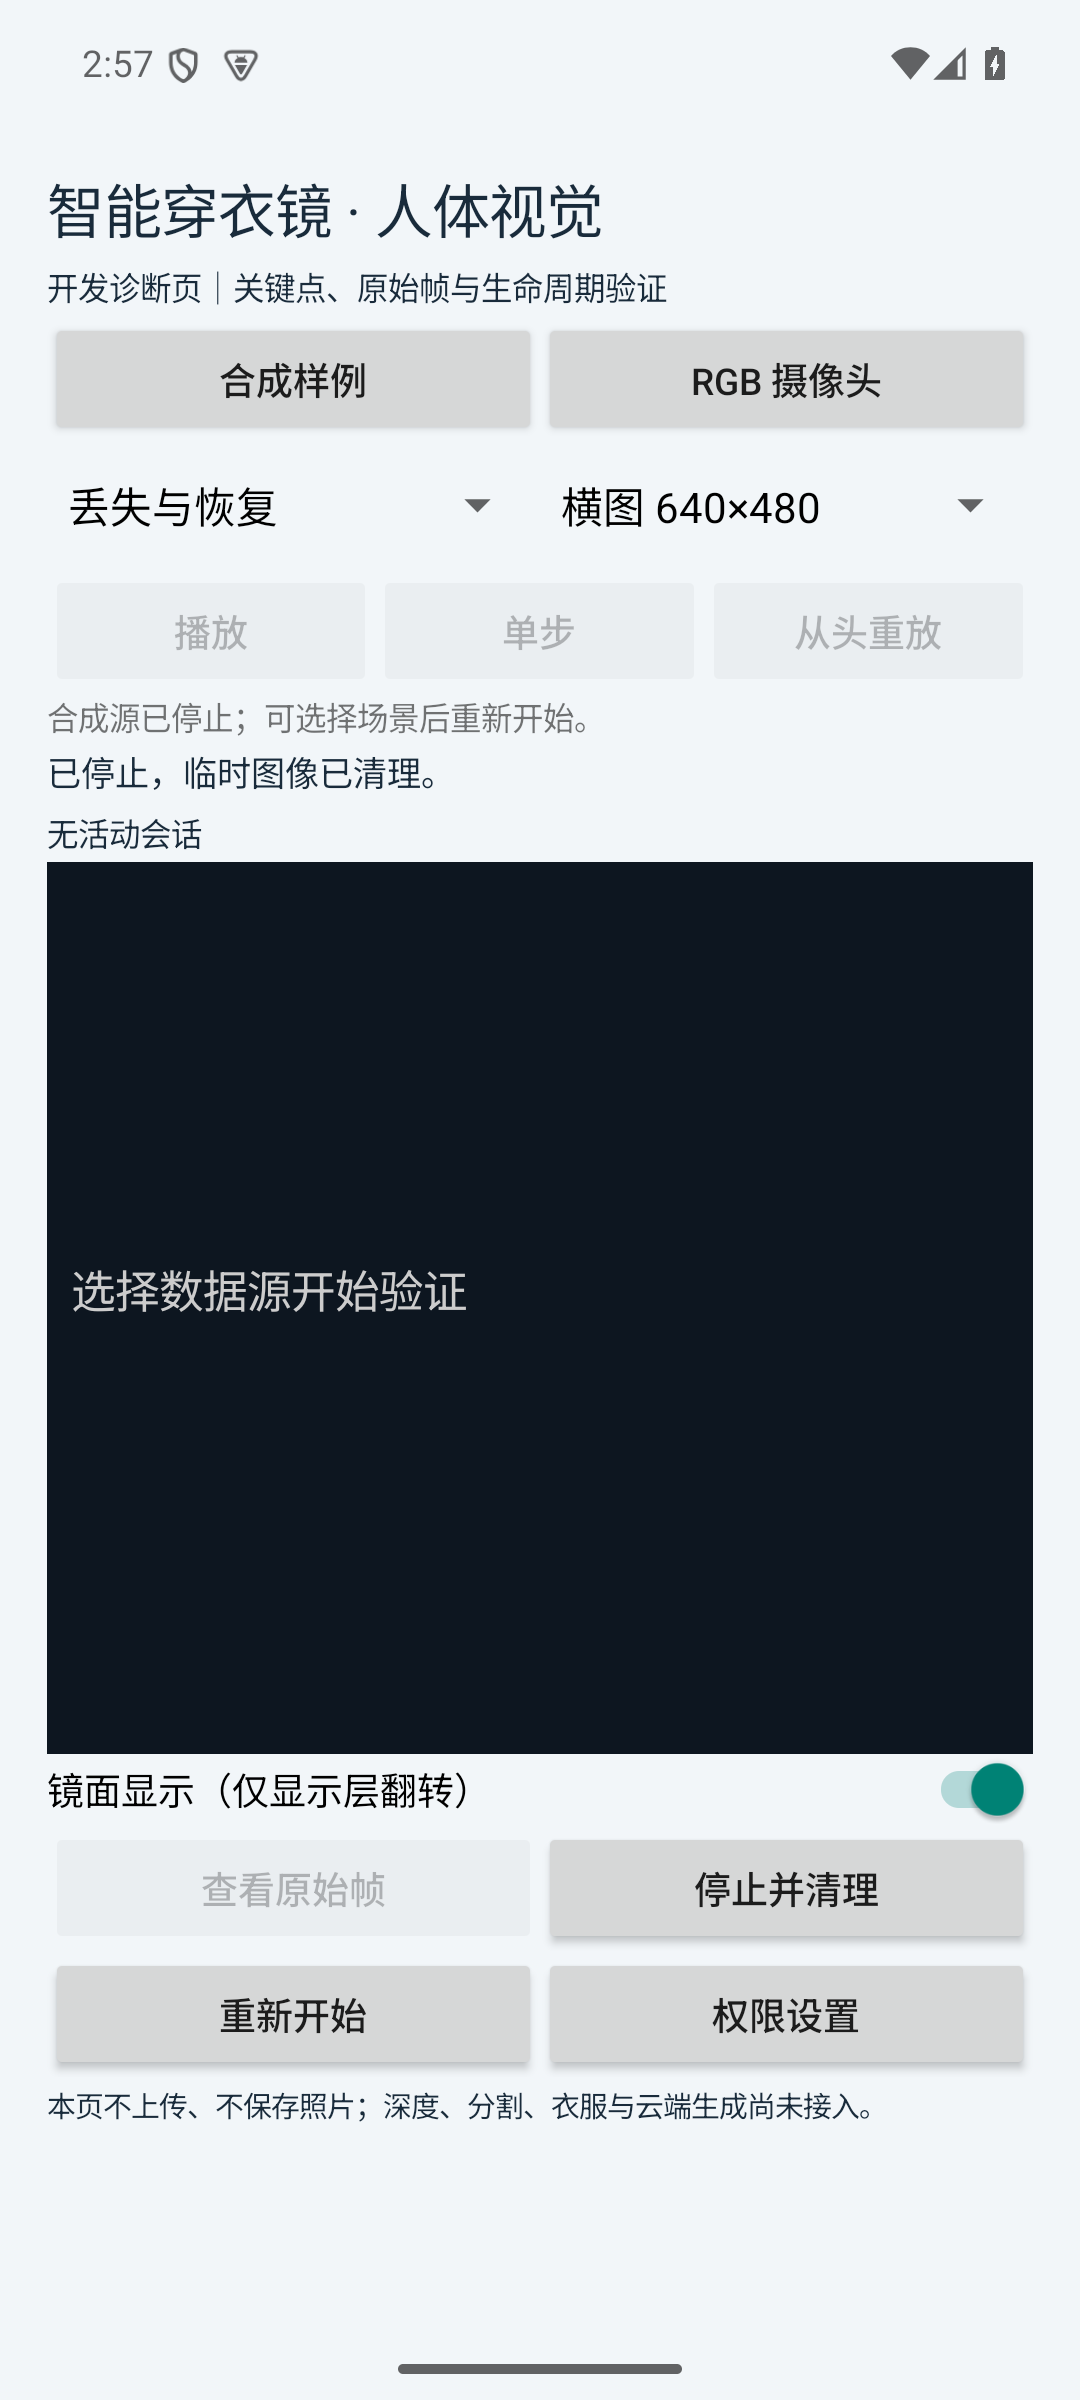 2:57
智能穿衣镜 · 人体视觉
开发诊断页｜关键点、原始帧与生命周期验证
合成样例
RGB 摄像头
丢失与恢复
横图 640×480
播放
单步
从头重放
合成源已停止；可选择场景后重新开始。
已停止，临时图像已清理。
无活动会话
选择数据源开始验证
镜面显示（仅显示层翻转）
查看原始帧
停止并清理
重新开始
权限设置
本页不上传、不保存照片；深度、分割、衣服与云端生成尚未接入。